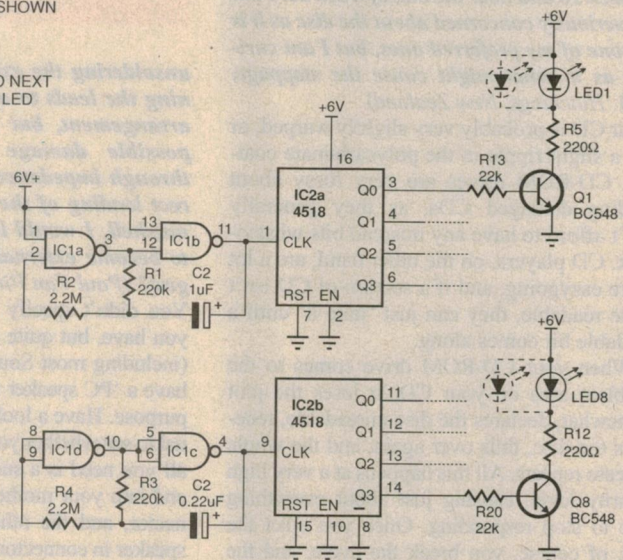 SHOWN
NEXT
LED
+6V
LED1
+6V
R5
220Ω
16
R13
22k
Q1
BC548
6V+
IC2a
4518
Q0
3
Q1
4
Q2
5
Q3
6
1
CLK
RST EN
7
2
13
12
IC1b
11
2
IC1a
3
R1
220k
C2
1uF
+
R2
2.2M
+6V
LED8
R12
220Ω
IC2b
4518
Q0
11
Q1
12
Q2
13
Q3
14
9
CLK
RST EN
15
10
8
R20
22k
Q8
BC548
8
9
IC1d
10
5
6
IC1c
4
R3
220k
C2
0.22uF
+
R4
2.2M